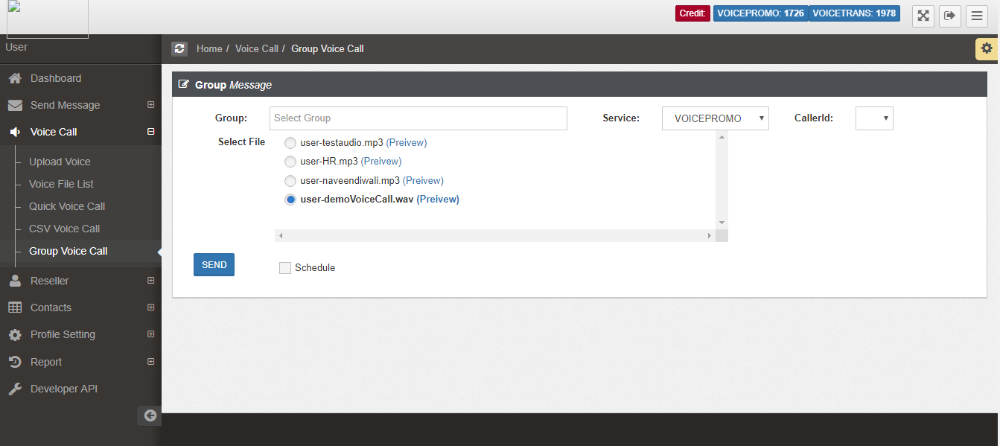 Credit: VOICEPROMO: 1726 VOICETRANS: 1978
User
Home / Voice Call / Group Voice Call
Dashboard
Send Message
Voice Call
Upload Voice
Voice File List
Quick Voice Call
CSV Voice Call
Group Voice Call
Reseller
Contacts
Profile Setting
Report
Developer API
Group Message
Group: Select Group Service: VOICEPROMO CallerId:
Select File
user-testaudio.mp3 (Preivew)
user-HR.mp3 (Preivew)
user-naveendiwali.mp3 (Preivew)
user-demoVoiceCall.wav (Preivew)
SEND Schedule